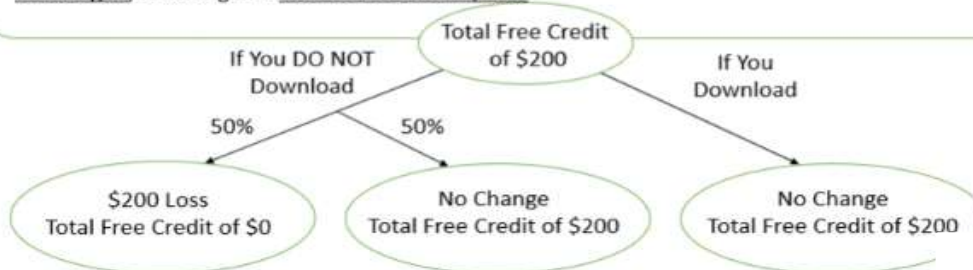 Total Free Credit
of $200
If You DO NOT
Download
If You
Download
50%
50%
$200 Loss
Total Free Credit of $0
No Change
Total Free Credit of $200
No Change
Total Free Credit of $200